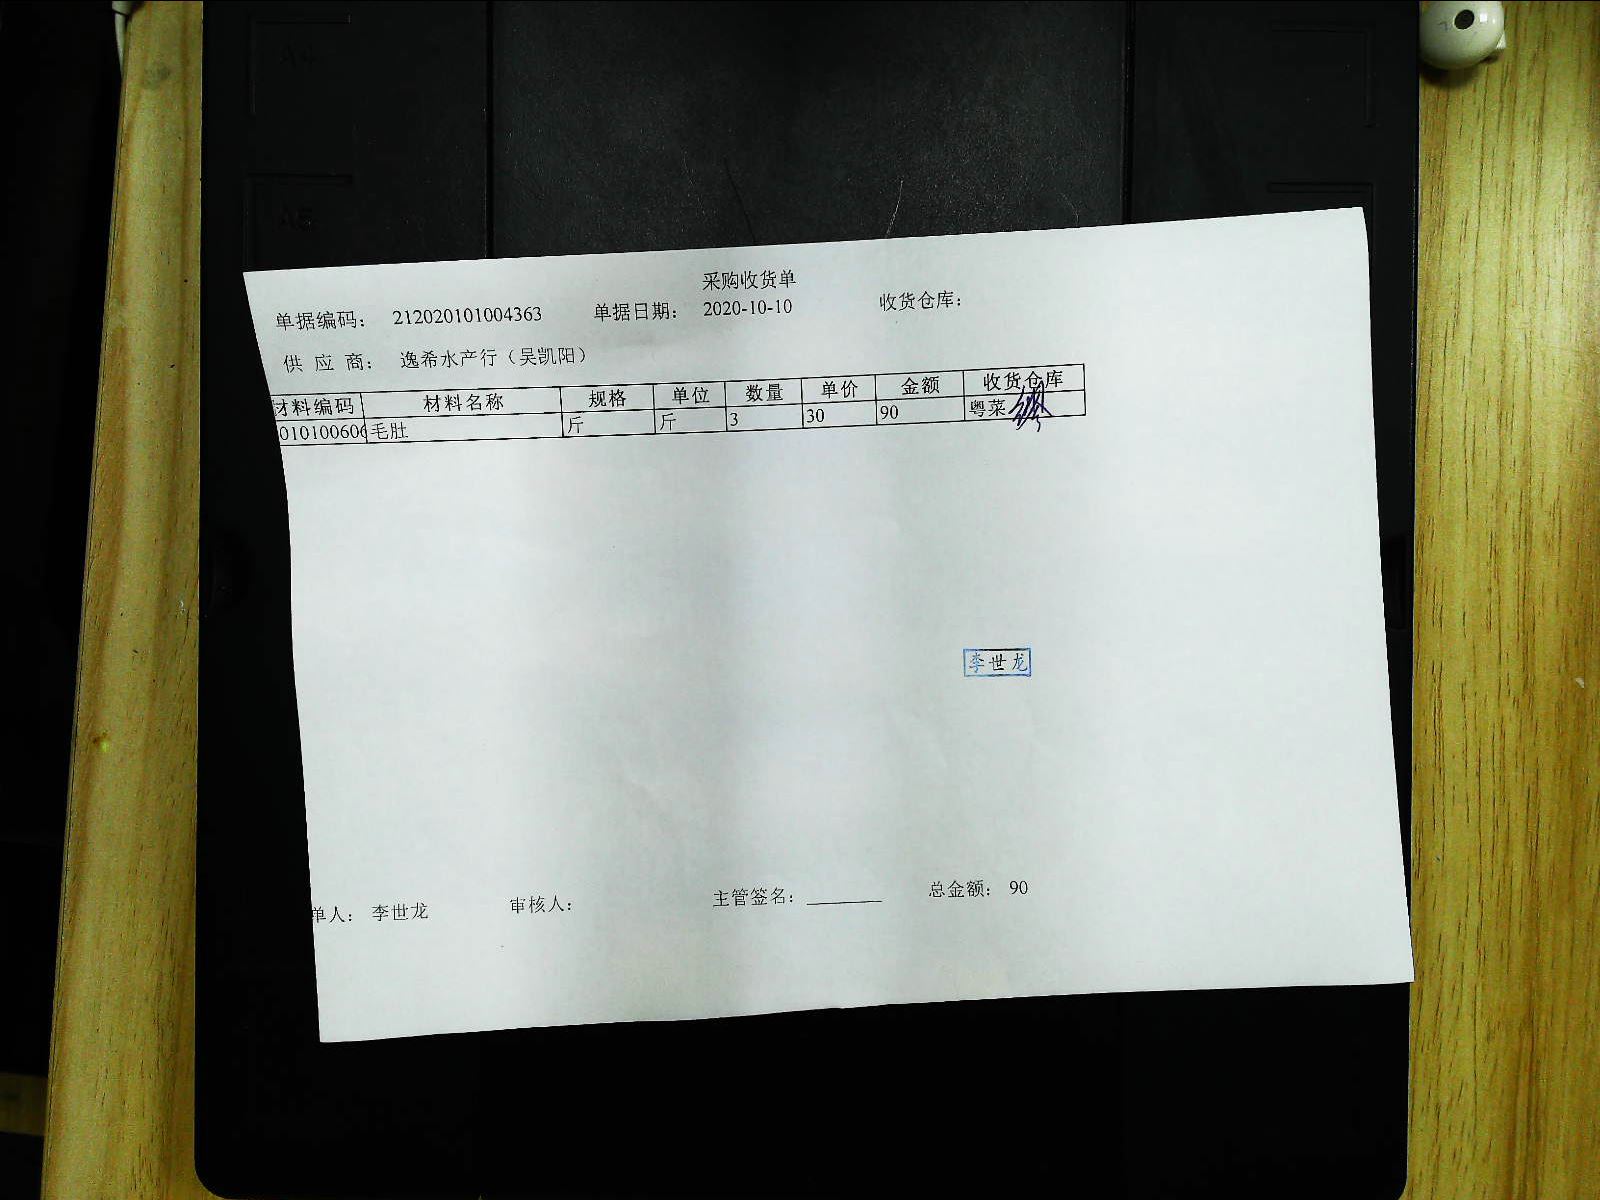 采购收货单
单据编码: 212020101004363 单据日期: 2020-10-10 收货仓库:
供 应 商: 逸希水产行（吴凯阳）
材料编码 材料名称 规格 单位 数量 单价 金额 收货仓库
010100606 毛肚 斤 斤 3 30 90 粤菜
李世龙
单人: 李世龙 审核人: 主管签名: ________ 总金额: 90